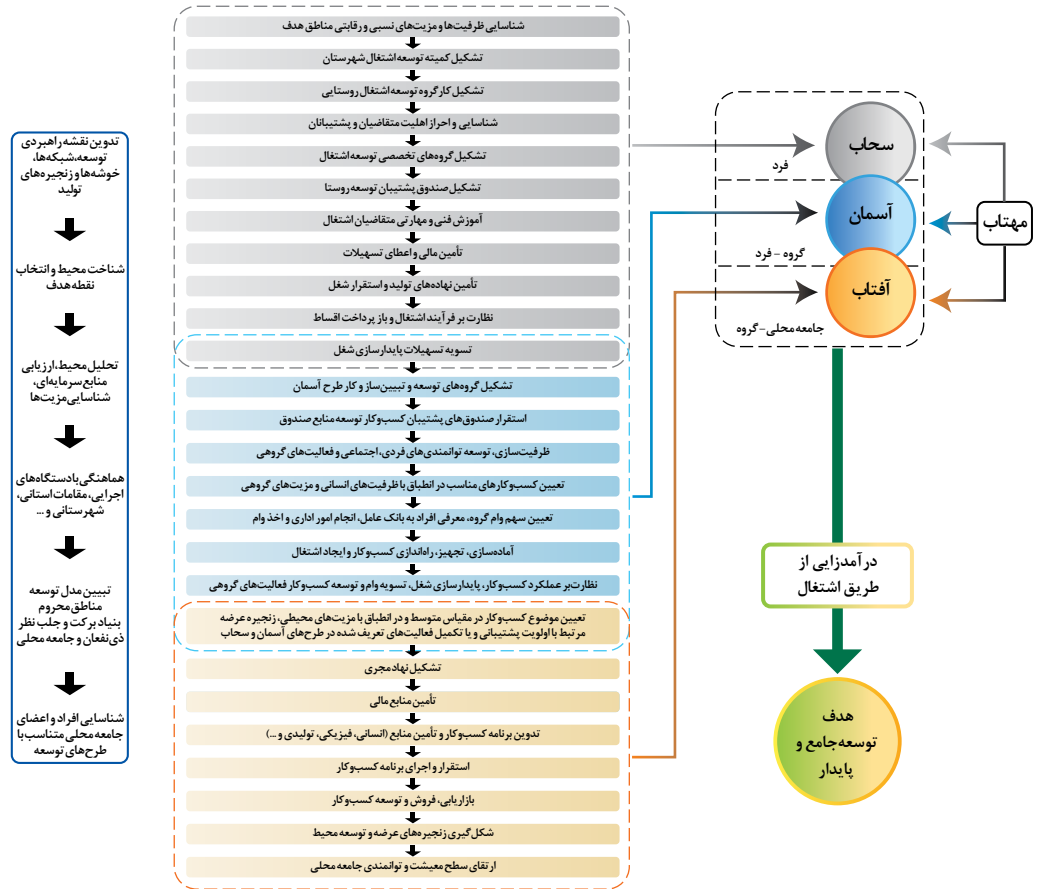 شناسایی ظرفیت‌ها و مزیت‌های نسبی و رقابتی مناطق هدف
تشکیل کمیته توسعه اشتغال شهرستان
تشکیل کارگروه توسعه اشتغال روستایی
شناسایی و احراز اهلیت متقاضیان و پشتیبانان
تشکیل گروه‌های تخصصی توسعه اشتغال
تشکیل صندوق پشتیبان توسعه روستا
آموزش فنی و مهارتی متقاضیان اشتغال
تأمین مالی و اعطای تسهیلات
تأمین نهاده‌های تولید و استقرار شغل
نظارت بر فرآیند اشتغال و باز پرداخت اقساط
تسویه تسهیلات پایدارسازی شغل
تشکیل گروه‌های توسعه و تبیین‌ساز و کار طرح آسمان
استقرار صندوق‌های پشتیبان کسب‌وکار توسعه منابع صندوق
ظرفیت‌سازی، توسعه توانمندی‌های فردی، اجتماعی و فعالیت‌های گروهی
تعیین کسب‌وکارهای مناسب در انطباق با ظرفیت‌های انسانی و مزیت‌های گروهی
تعیین سهم وام گروه، معرفی افراد به بانک عامل، انجام امور اداری و اخذ وام
آماده‌سازی، تجهیز، راه‌اندازی کسب‌وکار و ایجاد اشتغال
نظارت‌بر عملکرد کسب‌وکار، پایدارسازی شغل، تسویه وام و توسعه کسب‌وکار فعالیت‌های گروهی
تعیین موضوع کسب‌وکار در مقیاس متوسط و در انطباق با مزیت‌های محیطی، زنجیره عرضه
مرتبط با اولویت پشتیبانی و یا تکمیل فعالیت‌های تعریف شده در طرح‌های آسمان و سحاب
تشکیل نهاد مجری
تأمین منابع مالی
تدوین برنامه کسب‌وکار و تأمین منابع (انسانی، فیزیکی، تولیدی و ...)
استقرار و اجرای برنامه کسب‌وکار
بازاریابی، فروش و توسعه کسب‌وکار
شکل‌گیری زنجیره‌های عرضه و توسعه محیط
ارتقای سطح معیشت و توانمندی جامعه محلی
مهتاب
سحاب
فرد
آسمان
گروه - فرد
آفتاب
جامعه محلی-گروه
درآمدزایی از
طریق اشتغال
هدف
توسعه‌جامع و
پایدار
تدوین نقشه راهبردی
توسعه،شبکه‌ها،
خوشه‌ها و زنجیره‌های
تولید
شناخت محیط و انتخاب
نقطه هدف
تحلیل محیط،ارزیابی
منابع‌سرمایه‌ای،
شناسایی‌مزیت‌ها
هماهنگی با دستگاه‌های
اجرایی، مقامات استانی،
شهرستانی و ...
تبیین مدل توسعه
مناطق محروم
بنیاد برکت و جلب نظر
ذی‌نفعان و جامعه محلی
شناسایی افراد و اعضای
جامعه محلی متناسب با
طرح‌های توسعه